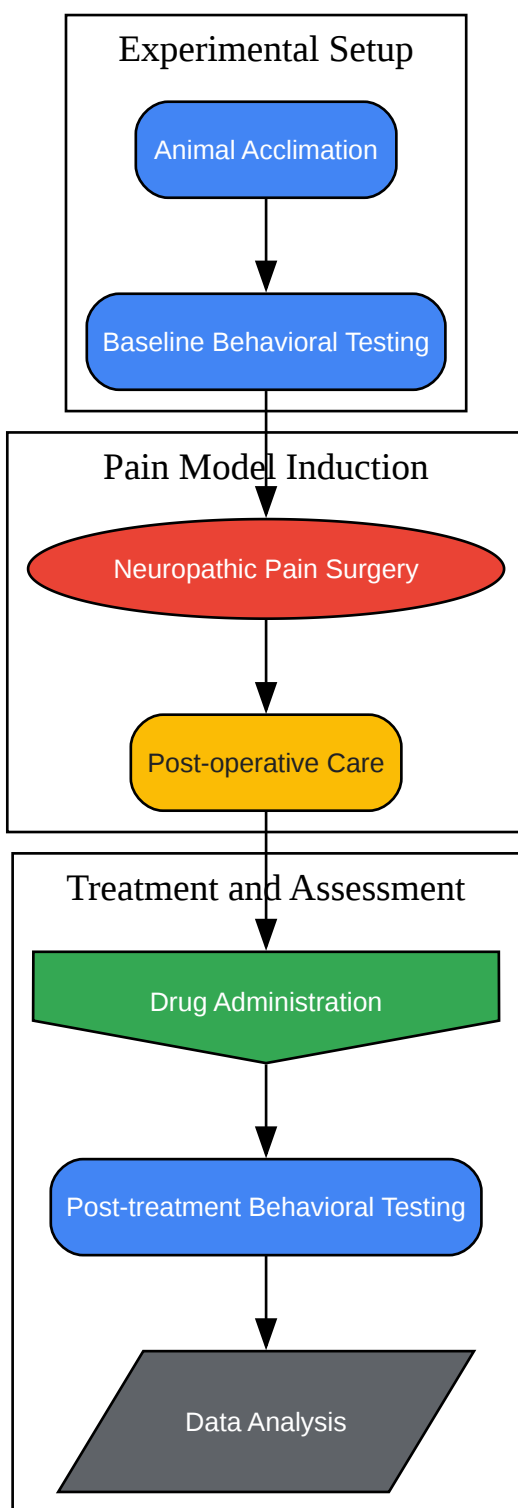 Experimental Setup
Animal Acclimation
Baseline Behavioral Testing
Pain Model Induction
Neuropathic Pain Surgery
Post-operative Care
Treatment and Assessment
Drug Administration
Post-treatment Behavioral Testing
Data Analysis